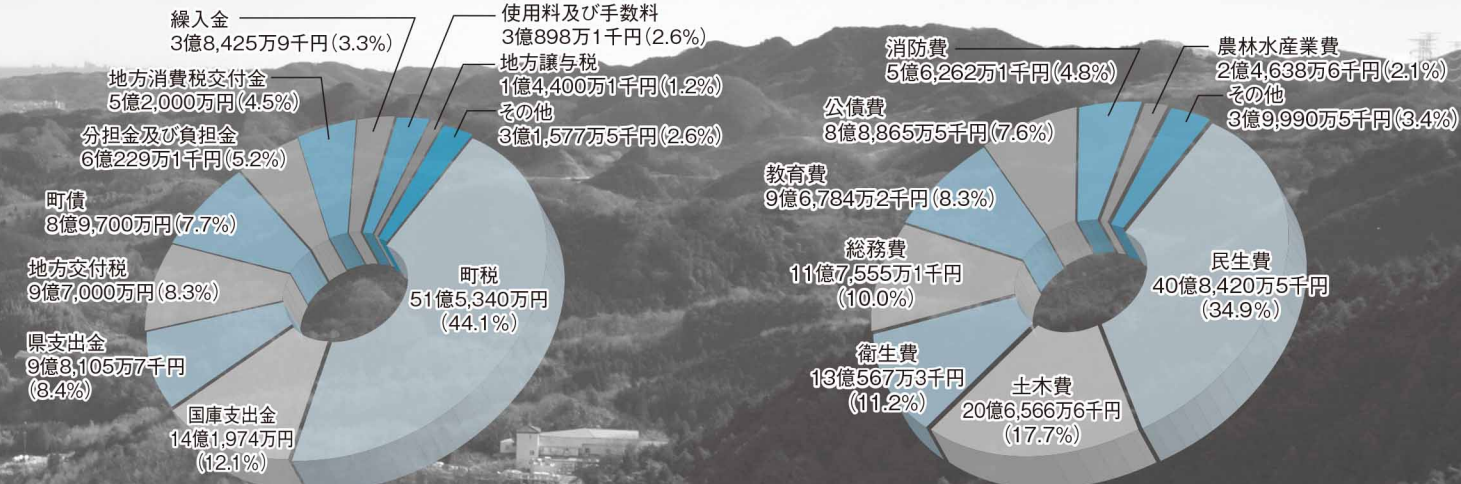 繰入金
3億8,425万9千円(3.3%)
使用料及び手数料
3億898万1千円(2.6%)
地方消費税交付金
5億2,000万円(4.5%)
地方譲与税
1億4,400万1千円(1.2%)
分担金及び負担金
6億229万1千円(5.2%)
その他
3億1,577万5千円(2.6%)
町債
8億9,700万円(7.7%)
地方交付税
9億7,000万円(8.3%)
県支出金
9億8,105万7千円
(8.4%)
国庫支出金
14億1,974万円
(12.1%)
町税
51億5,340万円
(44.1%)
消防費
5億6,262万1千円(4.8%)
農林水産業費
2億4,638万6千円(2.1%)
公債費
8億8,865万5千円(7.6%)
その他
3億9,990万5千円(3.4%)
教育費
9億6,784万2千円(8.3%)
総務費
11億7,555万1千円
(10.0%)
衛生費
13億567万3千円
(11.2%)
土木費
20億6,566万6千円
(17.7%)
民生費
40億8,420万5千円
(34.9%)